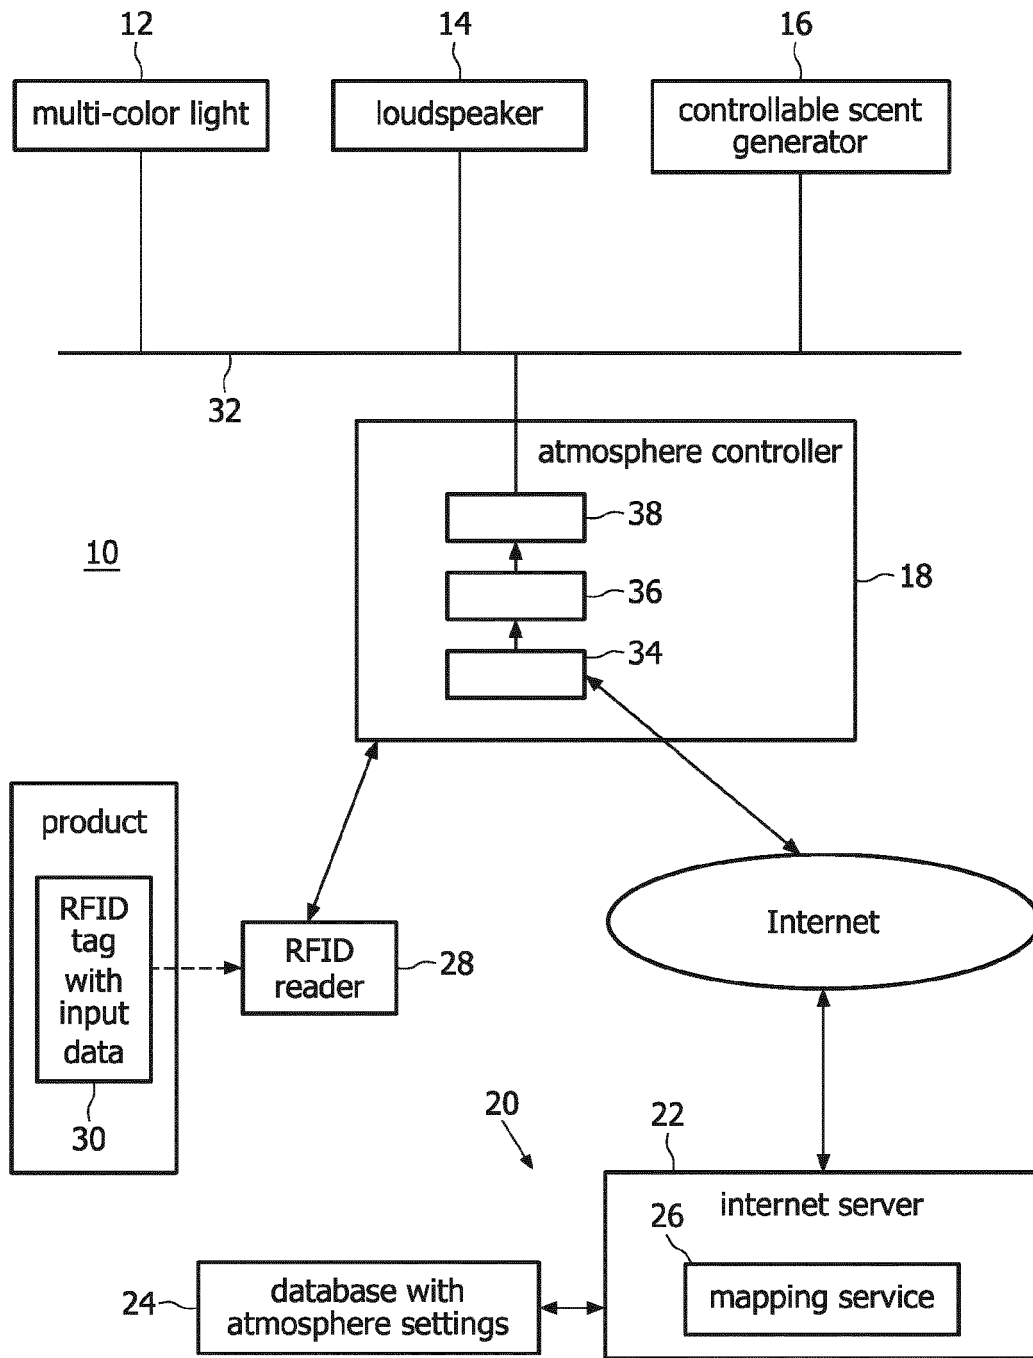 12
14
16
multi-color light
loudspeaker
controllable scent
generator
32
atmosphere controller
38
10
36
18
34
product
RFID
tag
with
input
data
RFID
reader
28
Internet
30
20
22
internet server
26
24
database with
atmosphere settings
mapping service